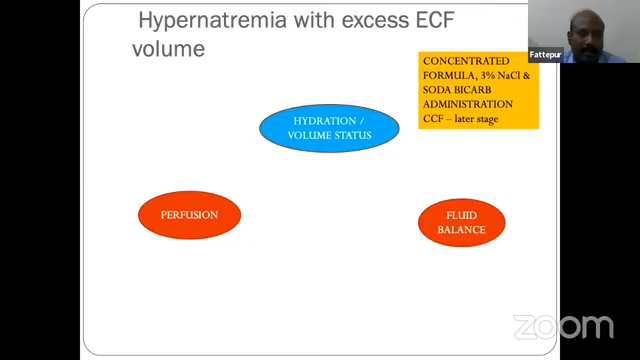 Hypernatremia with excess ECF
volume
Fattepur
CONCENTRATED
FORMULA, 3% NaCl &
SODA BICARB
ADMINISTRATION
CCF – later stage
HYDRATION /
VOLUME STATUS
PERFUSION
FLUID
BALANCE
zoom